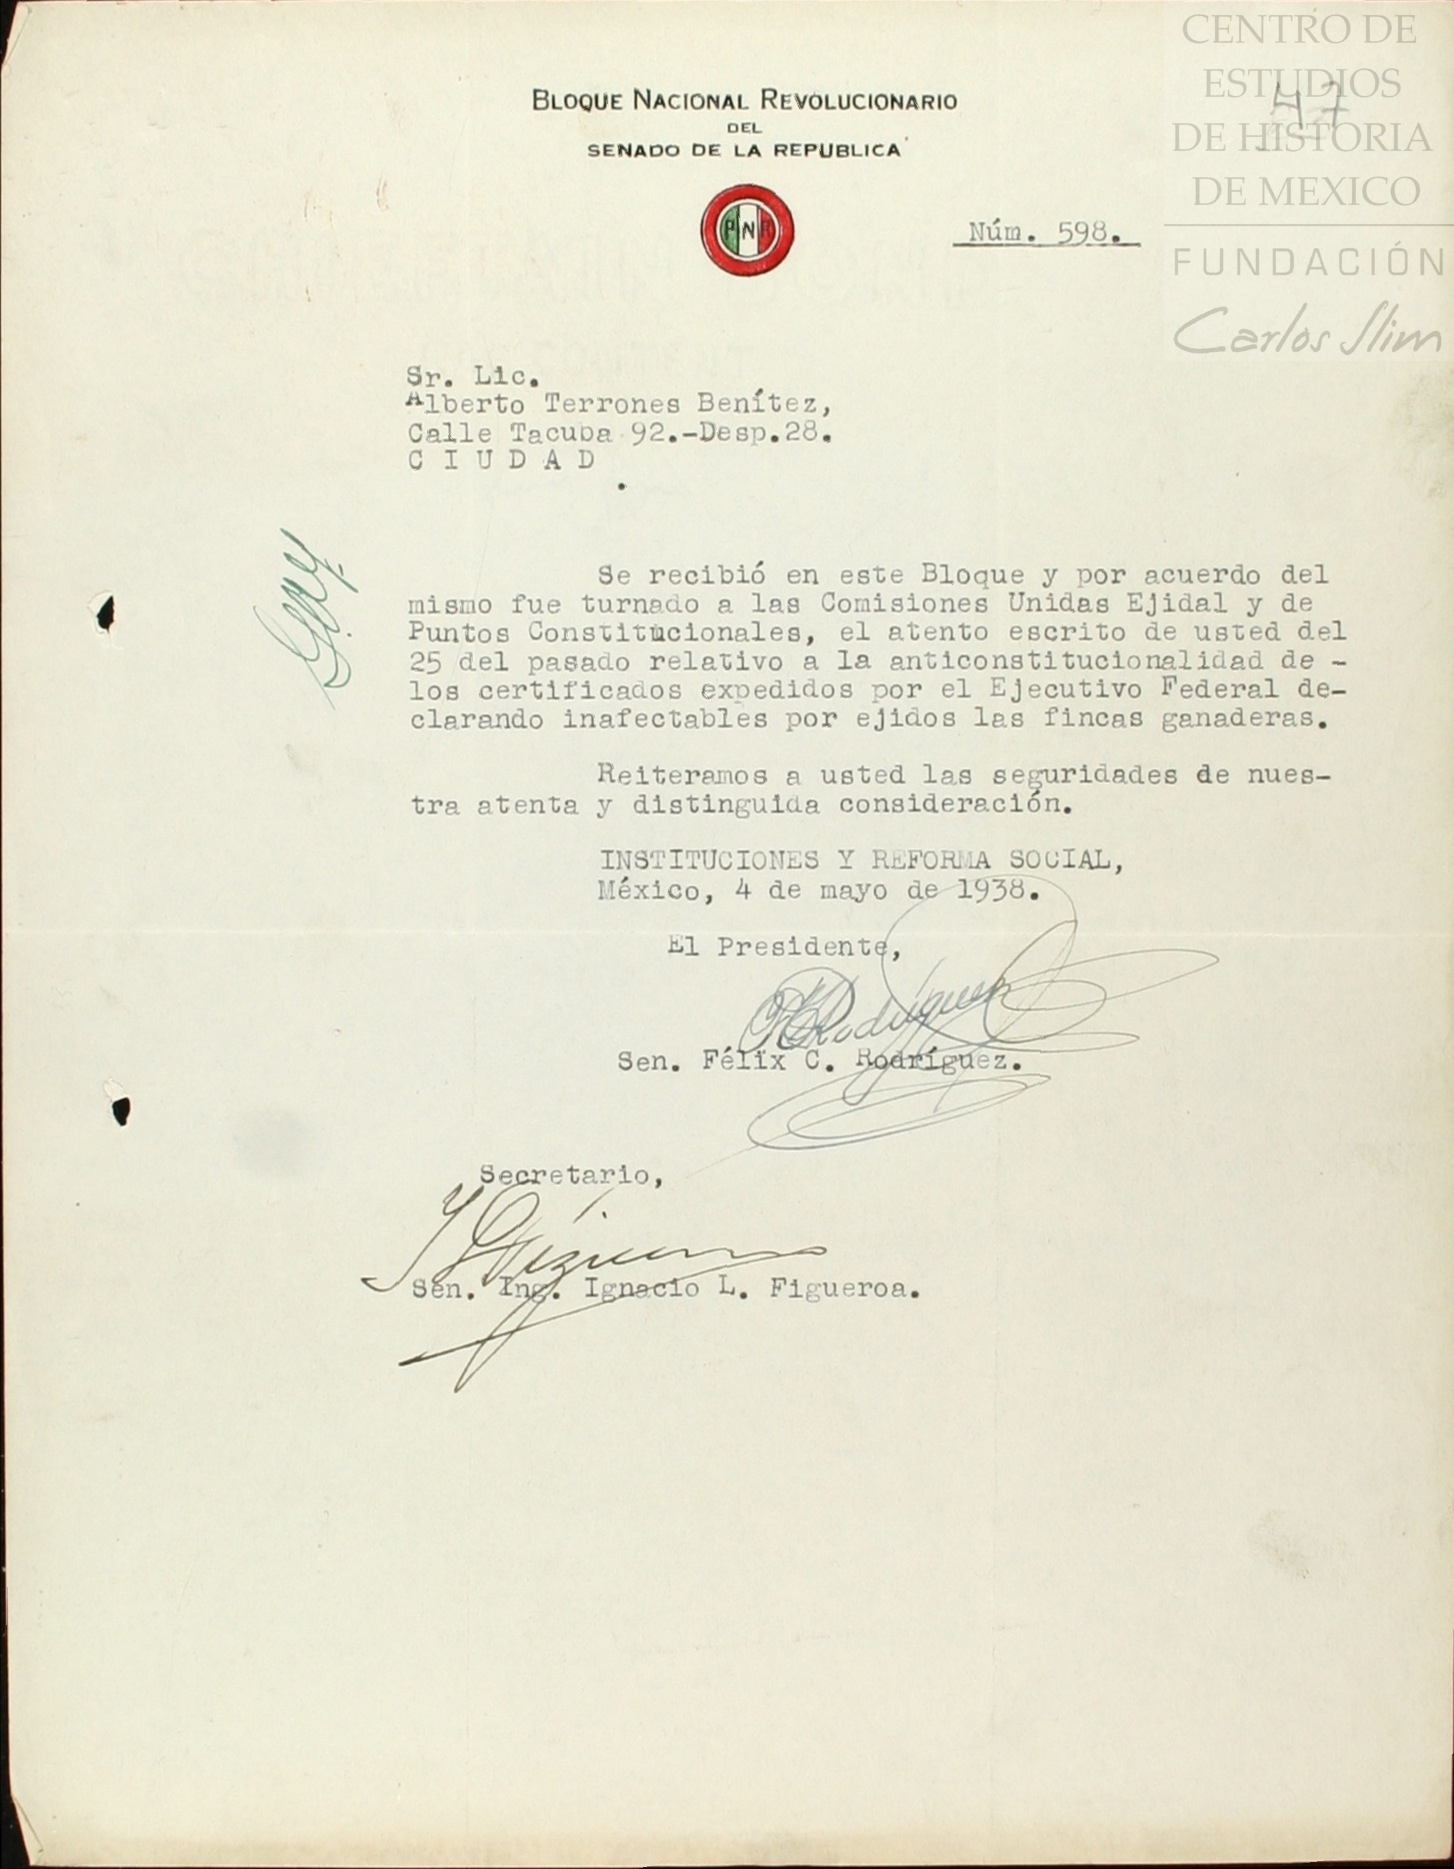 CENTRO DE
ESTUDIOS
DE HISTORIA
DE MEXICO
FUNDACIÓN
Carlos Slim
47
BLOQUE NACIONAL REVOLUCIONARIO
DEL
SENADO DE LA REPUBLICA
PNR
Núm. 598.
Sr. Lic.
Alberto Terrones Benítez,
Calle Tacuba 92.-Desp.28.
C I U D A D
.
Se recibió en este Bloque y por acuerdo del
mismo fue turnado a las Comisiones Unidas Ejidal y de
Puntos Constitucionales, el atento escrito de usted del
25 del pasado relativo a la anticonstitucionalidad de -
los certificados expedidos por el Ejecutivo Federal de-
clarando inafectables por ejidos las fincas ganaderas.
Reiteramos a usted las seguridades de nues-
tra atenta y distinguida consideración.
INSTITUCIONES Y REFORMA SOCIAL,
México, 4 de mayo de 1938.
El Presidente,
Rodríguez
Sen. Félix C. Rodríguez.
Secretario,
Sen. Ing. Ignacio L. Figueroa.